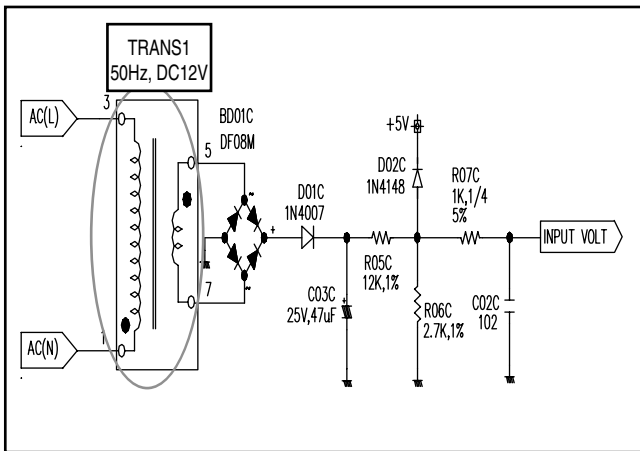 TRANS1
50Hz, DC12V
3
AC(L)
BD01C
DF08M
5
~
+5V
D02C
1N4148
R07C
1K,1/4
5%
D01C
1N4007
+
INPUT VOLT
R05C
12K,1%
7
~
C03C
25V,47uF
+
R06C
2.7K,1%
C02C
102
1
AC(N)